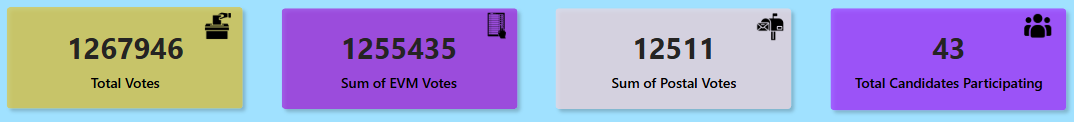 1267946
Total Votes
1255435
Sum of EVM Votes
12511
Sum of Postal Votes
43
Total Candidates Participating